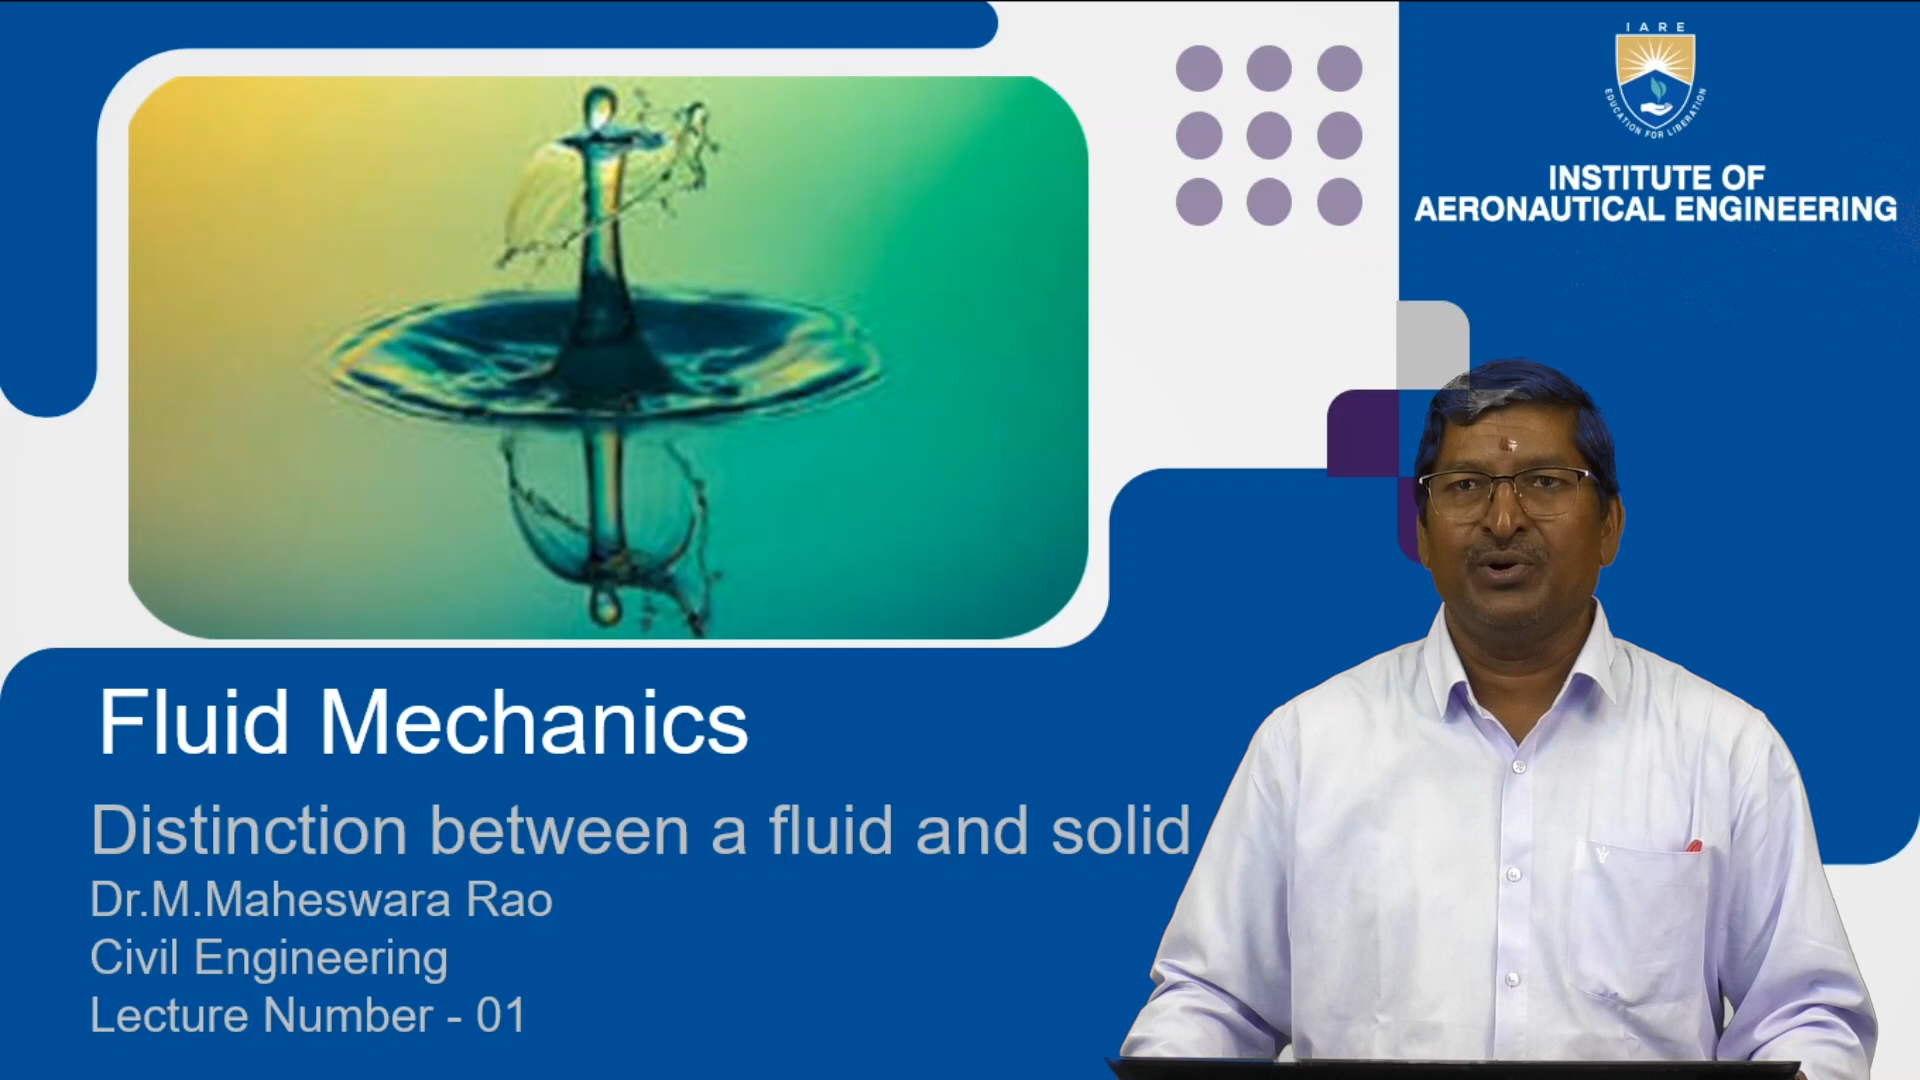 IARE
EDUCATION FOR LIBERATION
INSTITUTE OF
AERONAUTICAL ENGINEERING
Fluid Mechanics
Distinction between a fluid and solid
Dr.M.Maheswara Rao
Civil Engineering
Lecture Number - 01